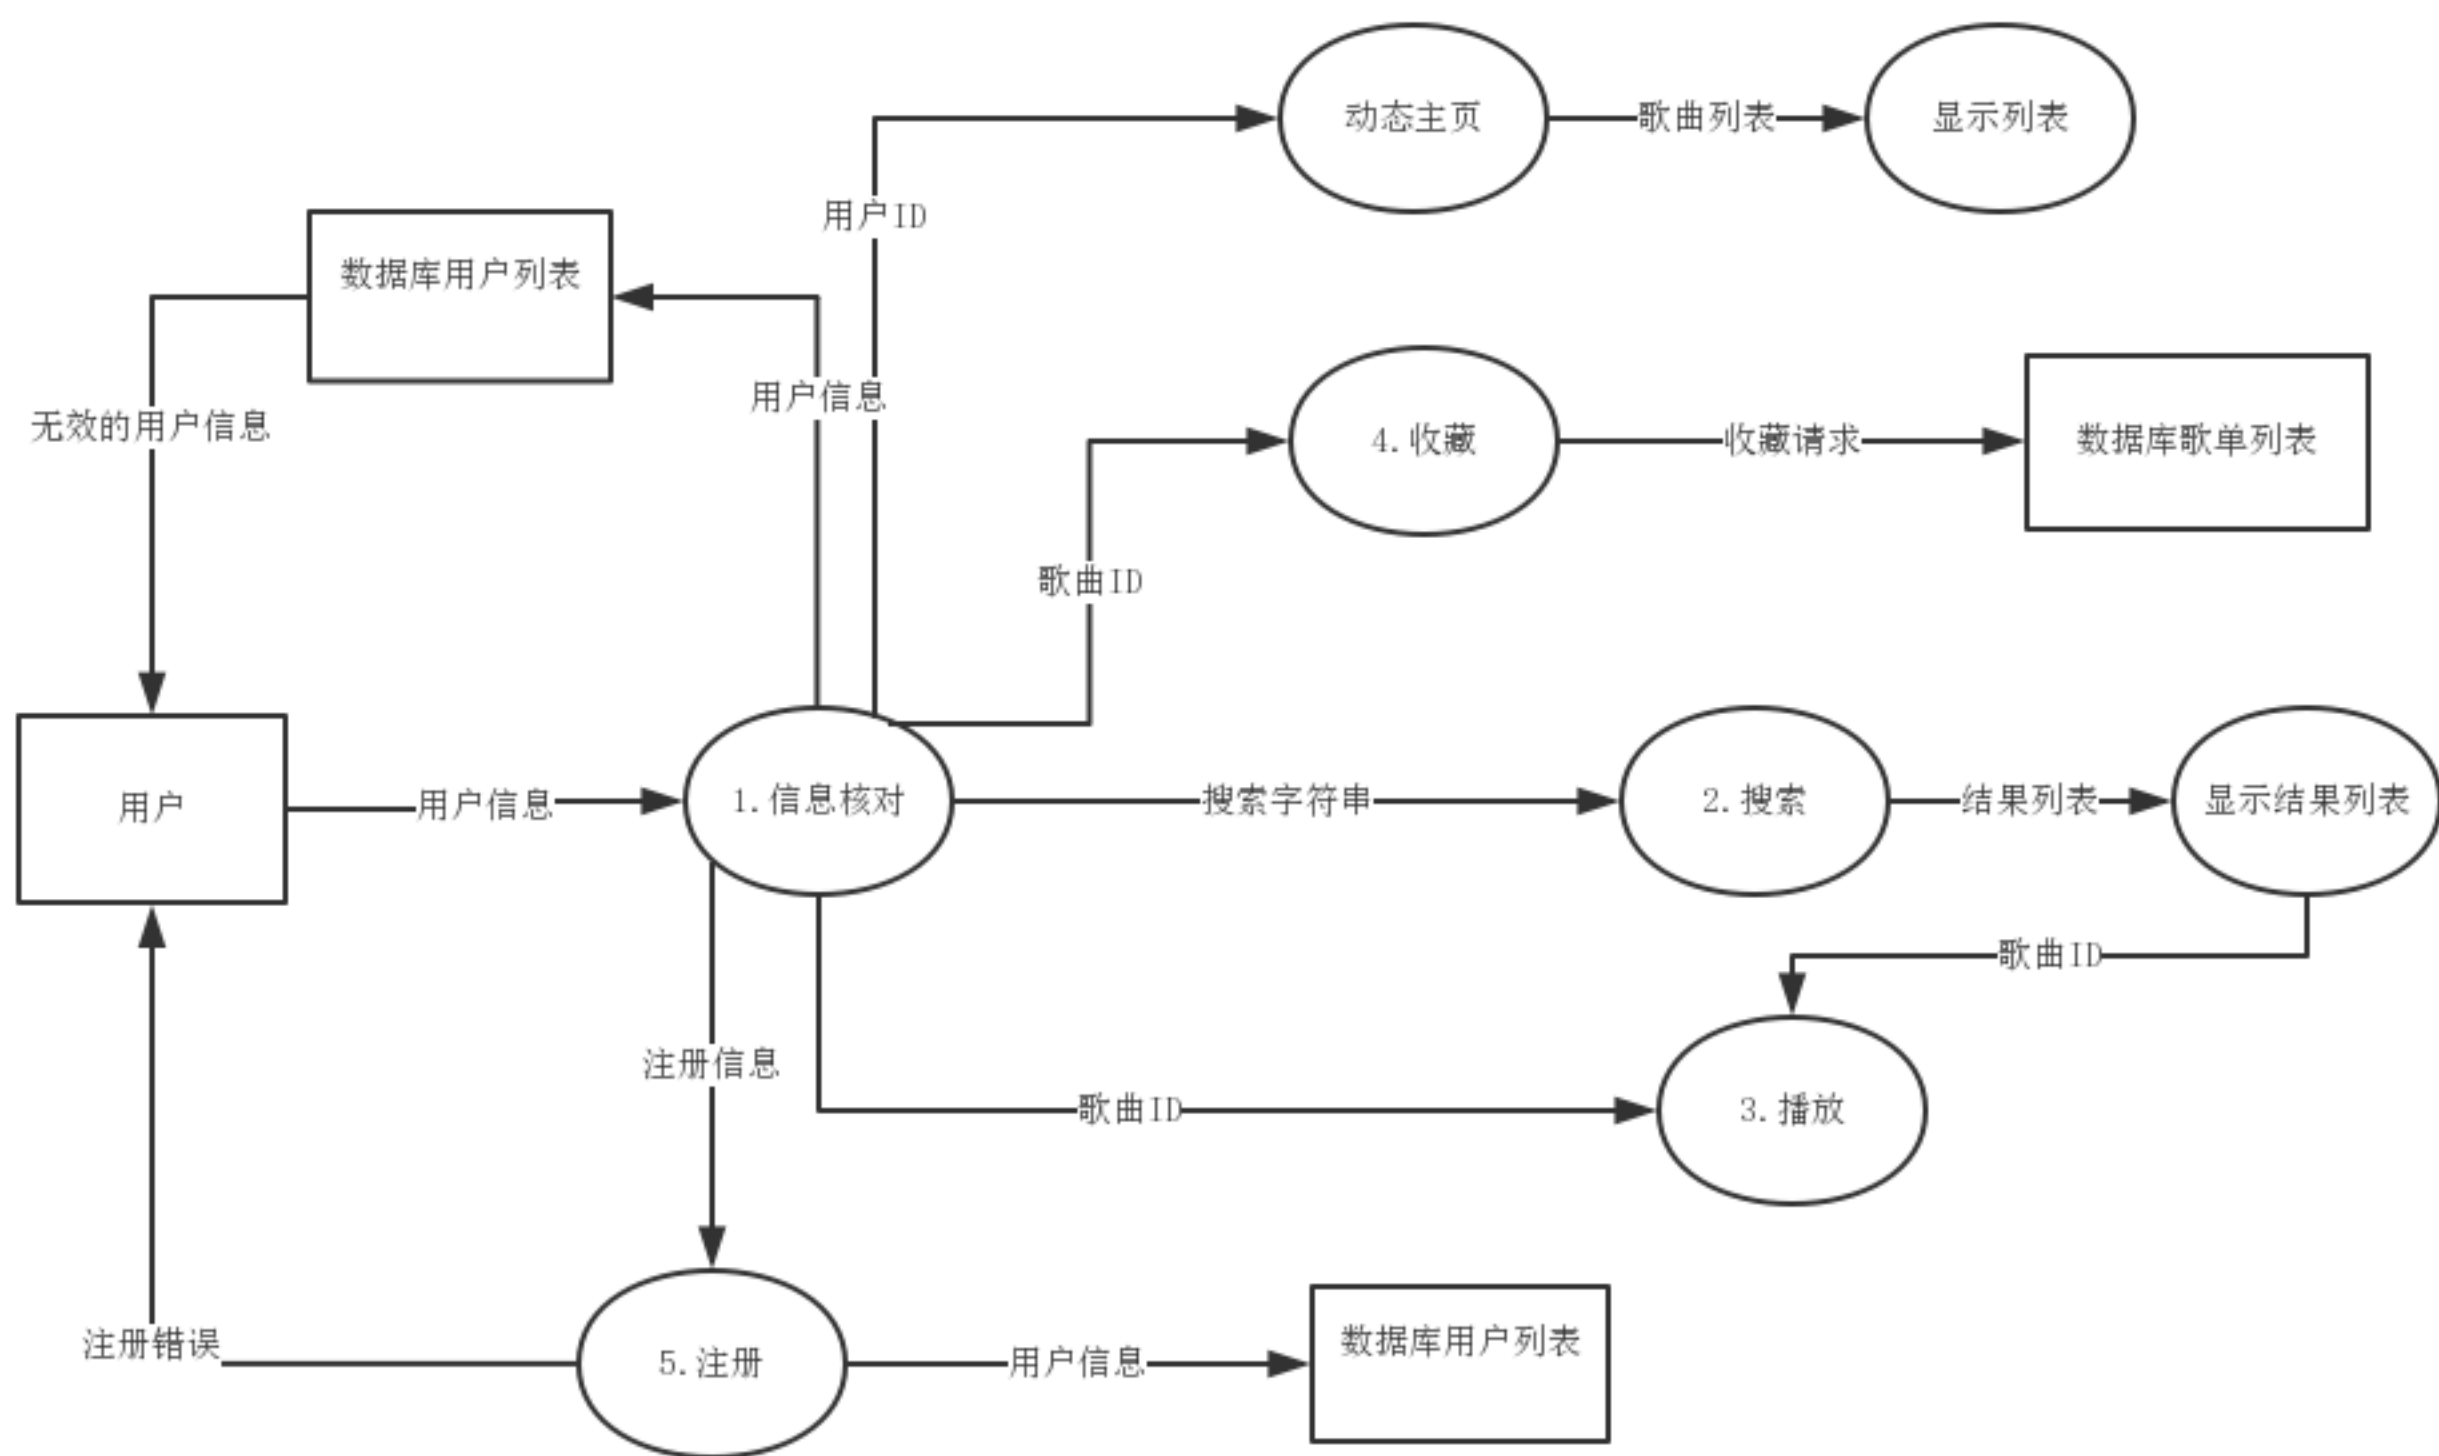 动态主页
歌曲列表
显示列表
用户ID
数据库用户列表
用户信息
无效的用户信息
4.收藏
收藏请求
数据库歌单列表
歌曲ID
用户
用户信息
1.信息核对
搜索字符串
2.搜索
结果列表
显示结果列表
歌曲ID
注册信息
歌曲ID
3.播放
注册错误
5.注册
用户信息
数据库用户列表